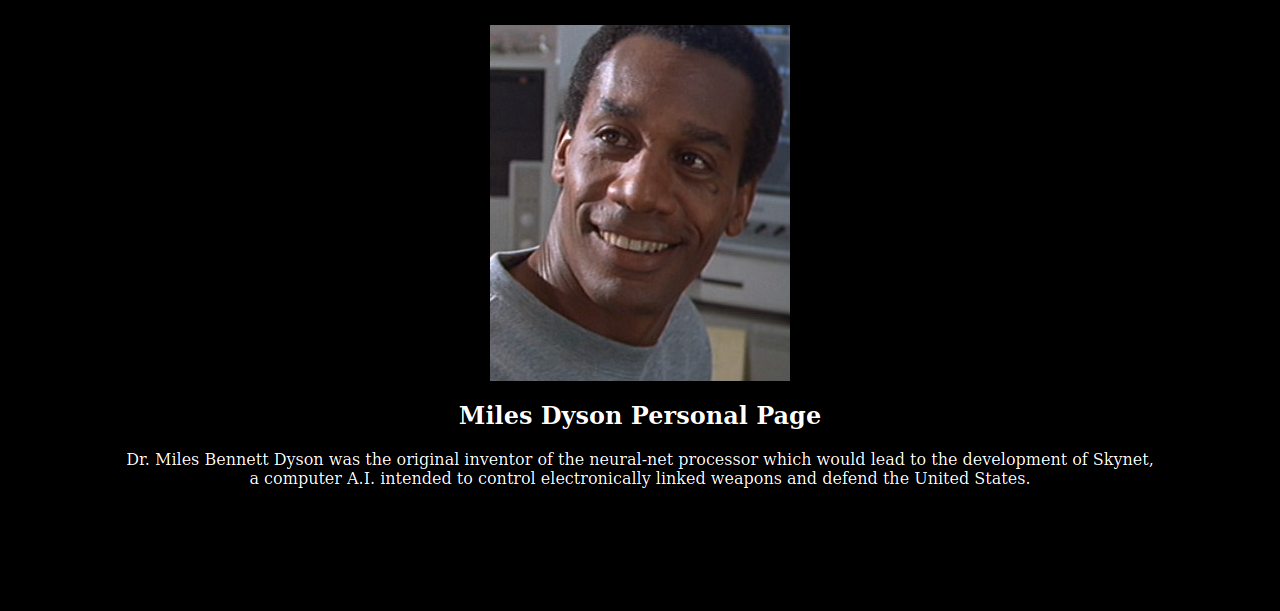 Miles Dyson Personal Page
Dr. Miles Bennett Dyson was the original inventor of the neural-net processor which would lead to the development of Skynet,
a computer A.I. intended to control electronically linked weapons and defend the United States.